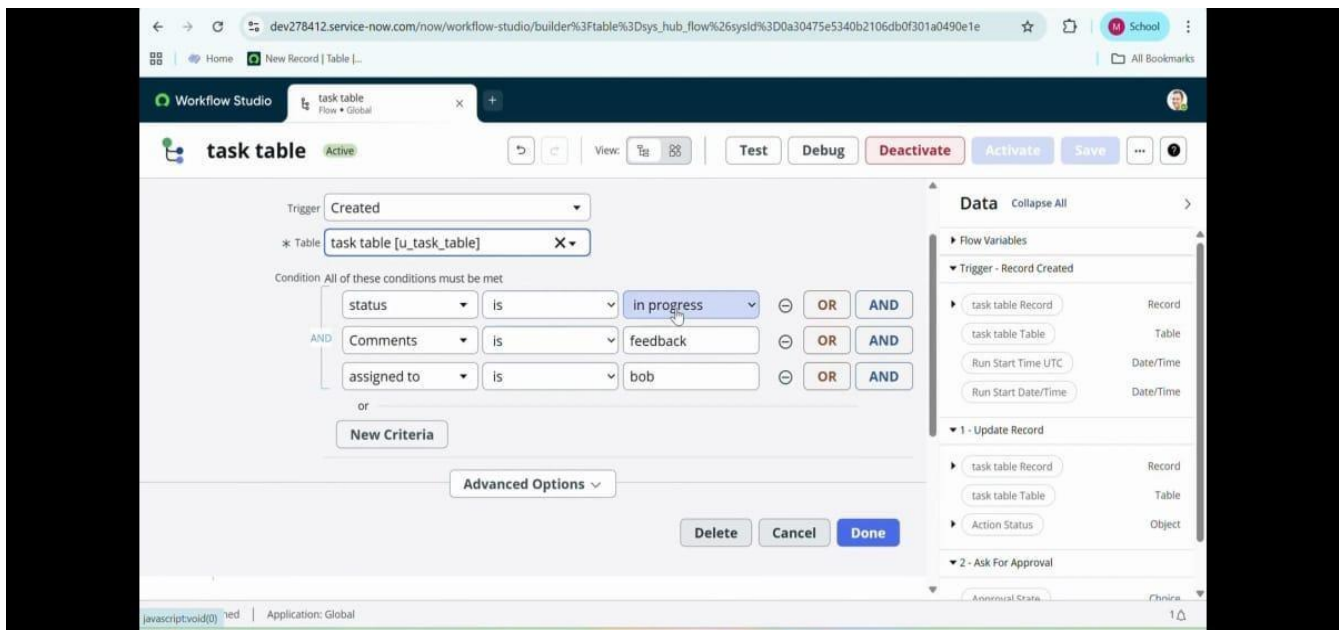 dev278412.service-now.com/now/workflow-studio/builder%3Ftable%3Dsys_hub_flow%26sysId%3D0a30475e5340b2106db0f301a0490e1e
M School
Home New Record | Table |...
All Bookmarks
Workflow Studio
task table
Flow • Global
task table Active
View:
Test Debug Deactivate Activate Save
Trigger Created
* Table task table [u_task_table]
Condition All of these conditions must be met
status is in progress OR AND
AND Comments is feedback OR AND
assigned to is bob OR AND
or
New Criteria
Advanced Options
Delete Cancel Done
Data Collapse All
Flow Variables
Trigger - Record Created
task table Record Record
task table Table Table
Run Start Time UTC Date/Time
Run Start Date/Time Date/Time
1 - Update Record
task table Record Record
task table Table Table
Action Status Object
2 - Ask For Approval
Approval State Choice
javascript:void(0) Application: Global
1